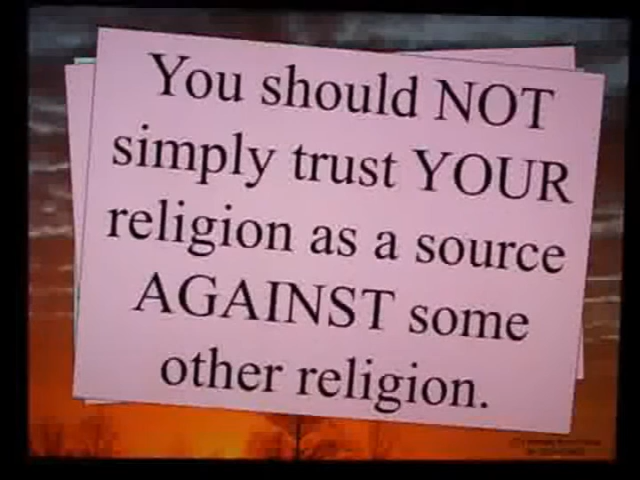 You should NOT
simply trust YOUR
religion as a source
AGAINST some
other religion.